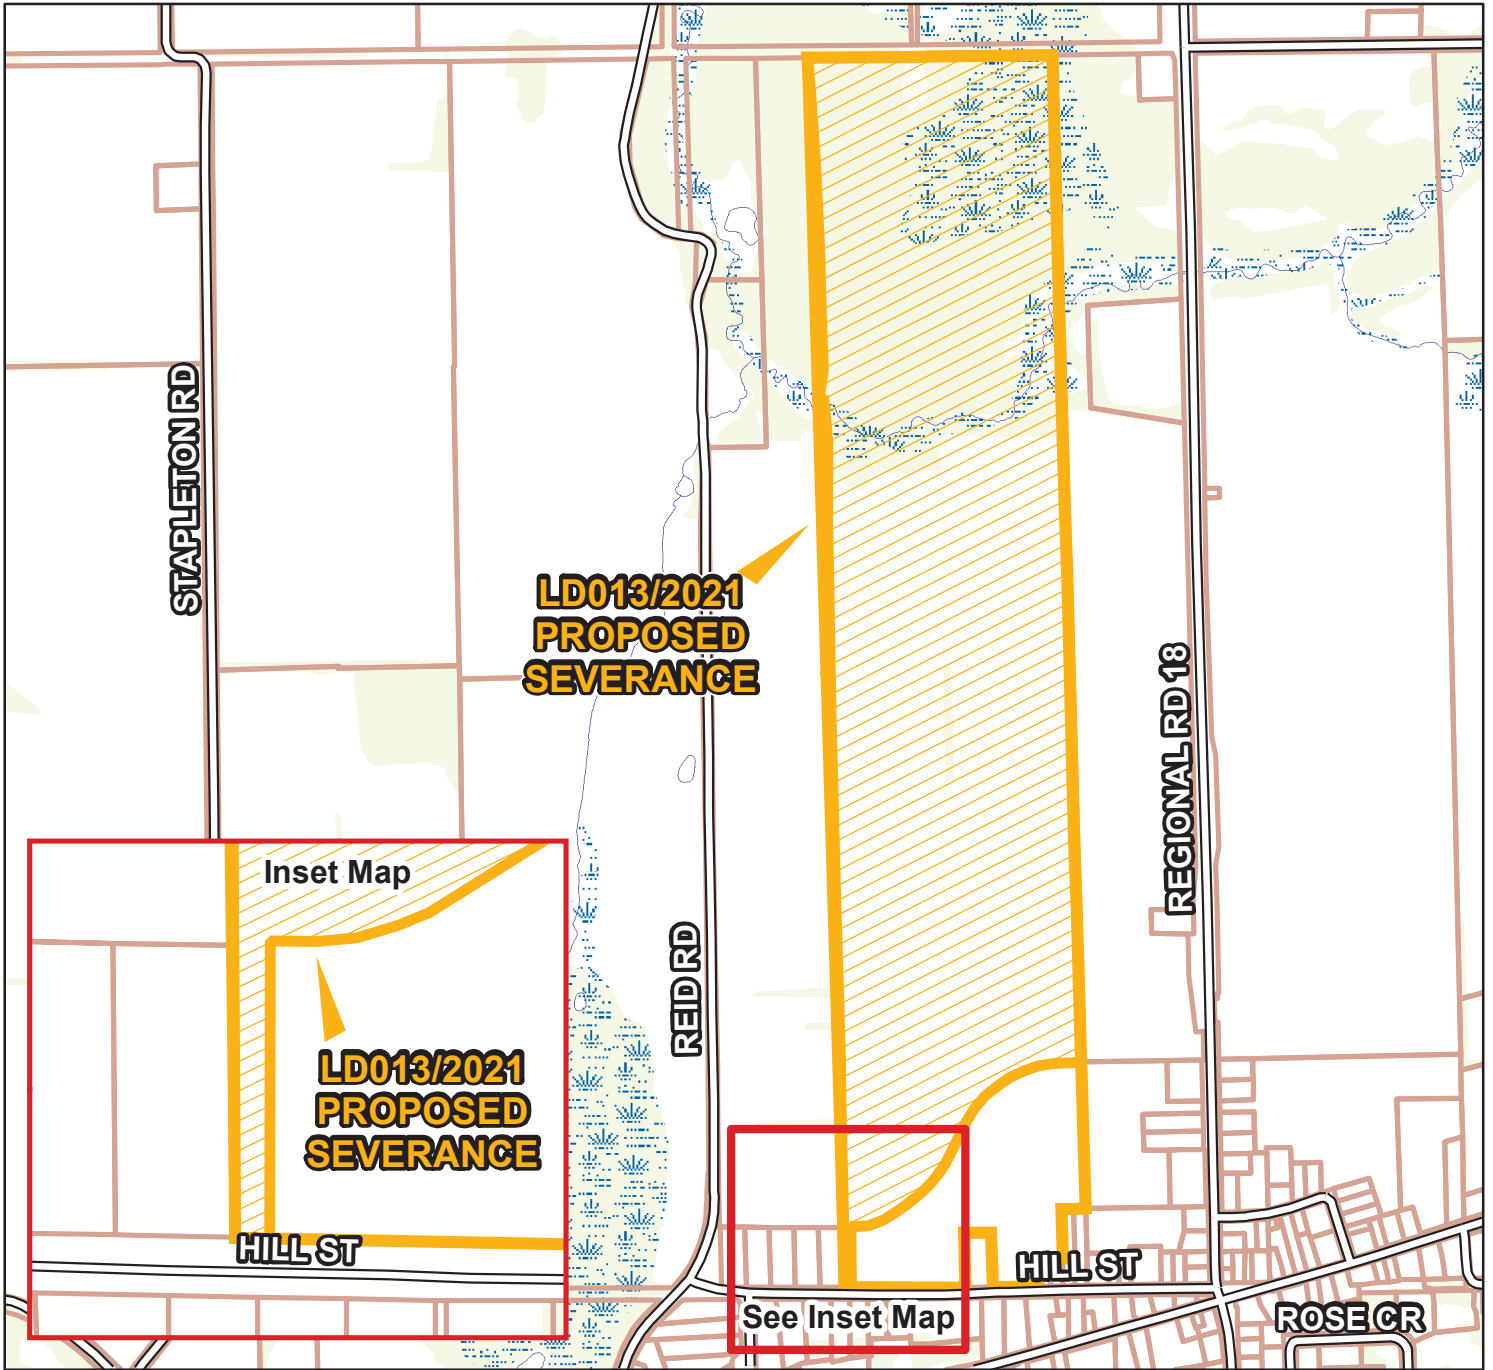 STAPLETON RD
LD013/2021
PROPOSED
SEVERANCE
REGIONAL RD 18
Inset Map
REID RD
LD013/2021
PROPOSED
SEVERANCE
HILL ST
HILL ST
See Inset Map
ROSE CR